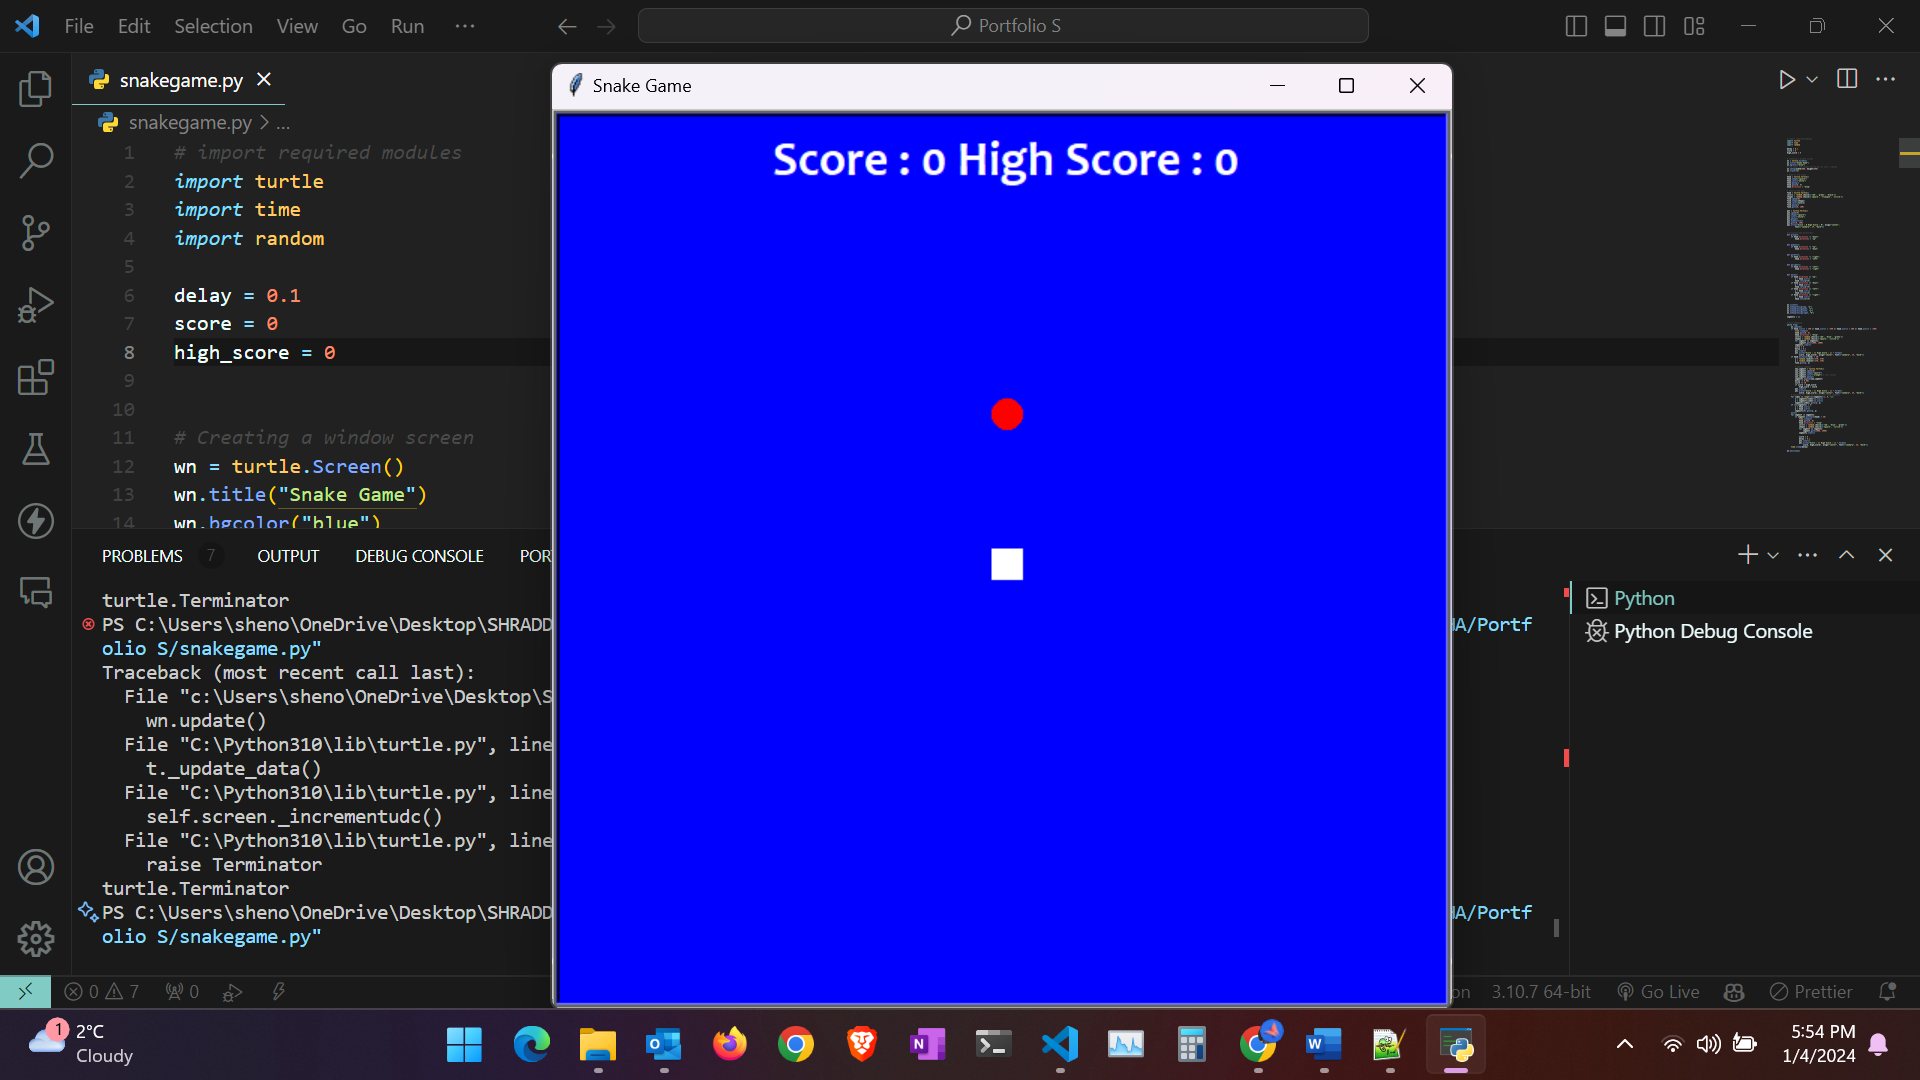 File Edit Selection View Go Run ... Portfolio S
snakegame.py
snakegame.py > ...
1 # import required modules
2 import turtle
3 import time
4 import random
5
6 delay = 0.1
7 score = 0
8 high_score = 0
9
10
11 # Creating a window screen
12 wn = turtle.Screen()
13 wn.title("Snake Game")
14 wn.bgcolor("blue")
Snake Game
Score : 0 High Score : 0
PROBLEMS 7 OUTPUT DEBUG CONSOLE POR
turtle.Terminator
PS C:\Users\sheno\OneDrive\Desktop\SHRADD
HA/Portf
olio S/snakegame.py"
Traceback (most recent call last):
File "c:\Users\sheno\OneDrive\Desktop\S
wn.update()
File "C:\Python310\lib\turtle.py", line
t._update_data()
File "C:\Python310\lib\turtle.py", line
self.screen._incrementudc()
File "C:\Python310\lib\turtle.py", line
raise Terminator
turtle.Terminator
PS C:\Users\sheno\OneDrive\Desktop\SHRADD
HA/Portf
olio S/snakegame.py"
Python
Python Debug Console
0 7 0 on 3.10.7 64-bit Go Live Prettier
1 2°C
Cloudy
5:54 PM
1/4/2024